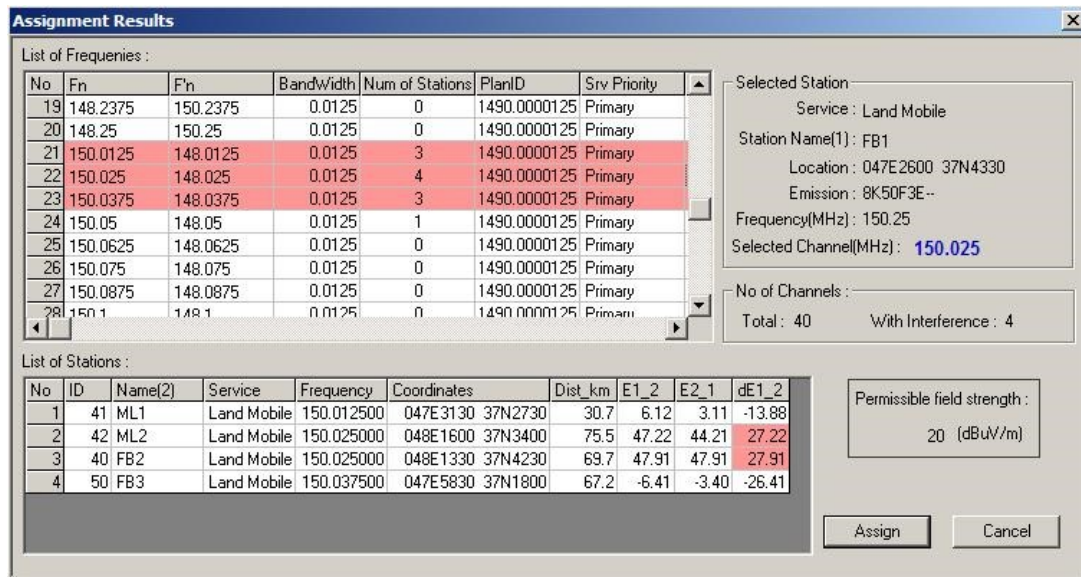 Assignment Results
List of Frequenies :
No Fn F'n BandWidth Num of Stations PlanID Srv Priority
19 148.2375 150.2375 0.0125 0 1490.0000125 Primary
20 148.25 150.25 0.0125 0 1490.0000125 Primary
21 150.0125 148.0125 0.0125 3 1490.0000125 Primary
22 150.025 148.025 0.0125 4 1490.0000125 Primary
23 150.0375 148.0375 0.0125 3 1490.0000125 Primary
24 150.05 148.05 0.0125 1 1490.0000125 Primary
25 150.0625 148.0625 0.0125 0 1490.0000125 Primary
26 150.075 148.075 0.0125 0 1490.0000125 Primary
27 150.0875 148.0875 0.0125 0 1490.0000125 Primary
28 150.1 148.1 0.0125 0 1490.0000125 Primary
Selected Station
Service : Land Mobile
Station Name(1) : FB1
Location : 047E2600 37N4330
Emission : 8K50F3E--
Frequency(MHz) : 150.25
Selected Channel(MHz) : 150.025
No of Channels :
Total : 40 With Interference : 4
List of Stations :
No ID Name(2) Service Frequency Coordinates Dist_km E1_2 E2_1 dE1_2
1 41 ML1 Land Mobile 150.012500 047E3130 37N2730 30.7 6.12 3.11 -13.88
2 42 ML2 Land Mobile 150.025000 048E1600 37N3400 75.5 47.22 44.21 27.22
3 40 FB2 Land Mobile 150.025000 048E1330 37N4230 69.7 47.91 47.91 27.91
4 50 FB3 Land Mobile 150.037500 047E5830 37N1800 67.2 -6.41 -3.40 -26.41
Permissible field strength :
20 (dBuV/m)
Assign Cancel